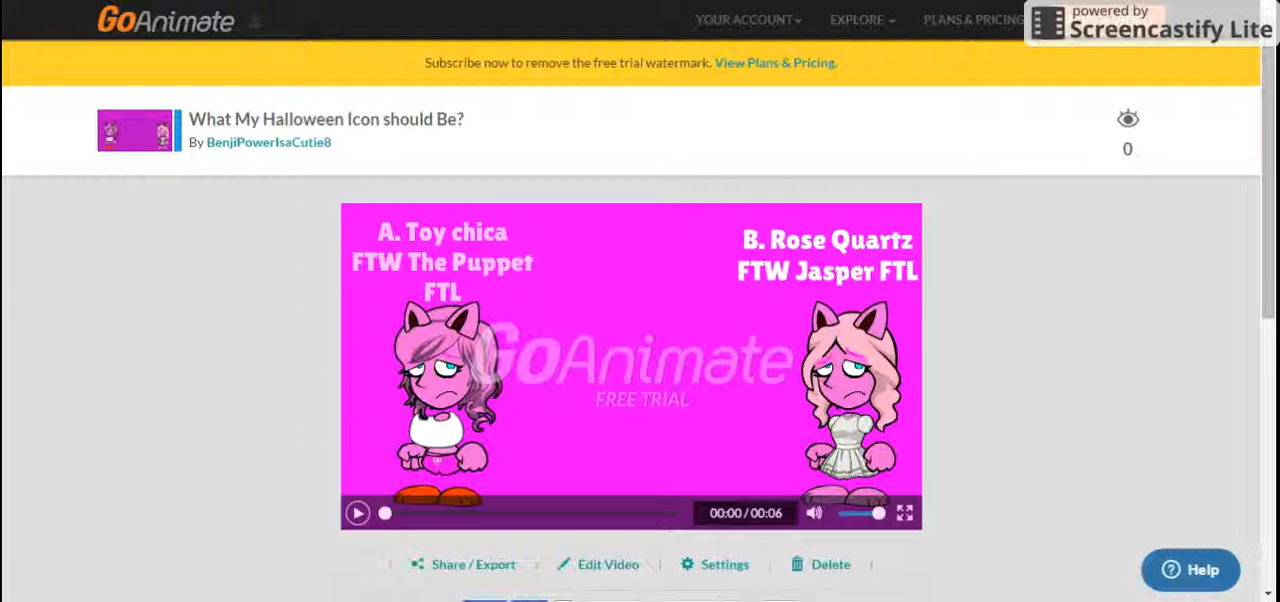 GoAnimate
YOUR ACCOUNT
EXPLORE
PLANS & PRICING
powered by
Screencastify Lite
Subscribe now to remove the free trial watermark. View Plans & Pricing.
What My Halloween Icon should Be?
By BenjiPowerIsaCutie8
0
A. Toy chica
FTW The Puppet
FTL
B. Rose Quartz
FTW Jasper FTL
GoAnimate
FREE TRIAL
00:00 / 00:06
Share / Export
Edit Video
Settings
Delete
Help